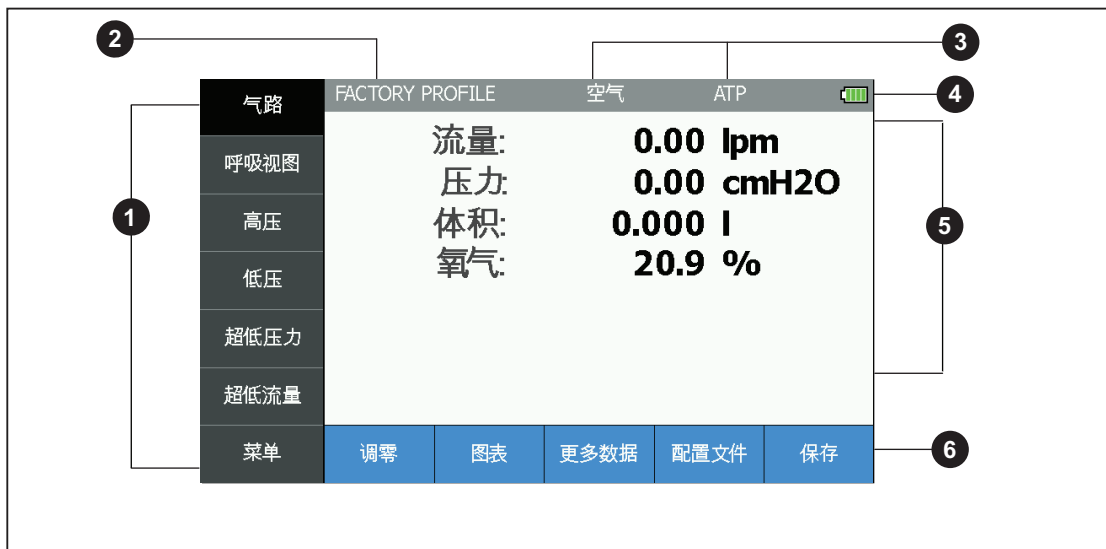 2
3
FACTORY PROFILE 空气 ATP
4
1
气路
呼吸视图
高压
低压
超低压力
超低流量
菜单
流量: 0.00 lpm
压力: 0.00 cmH2O
体积: 0.000 l
氧气: 20.9 %
5
调零 图表 更多数据 配置文件 保存
6